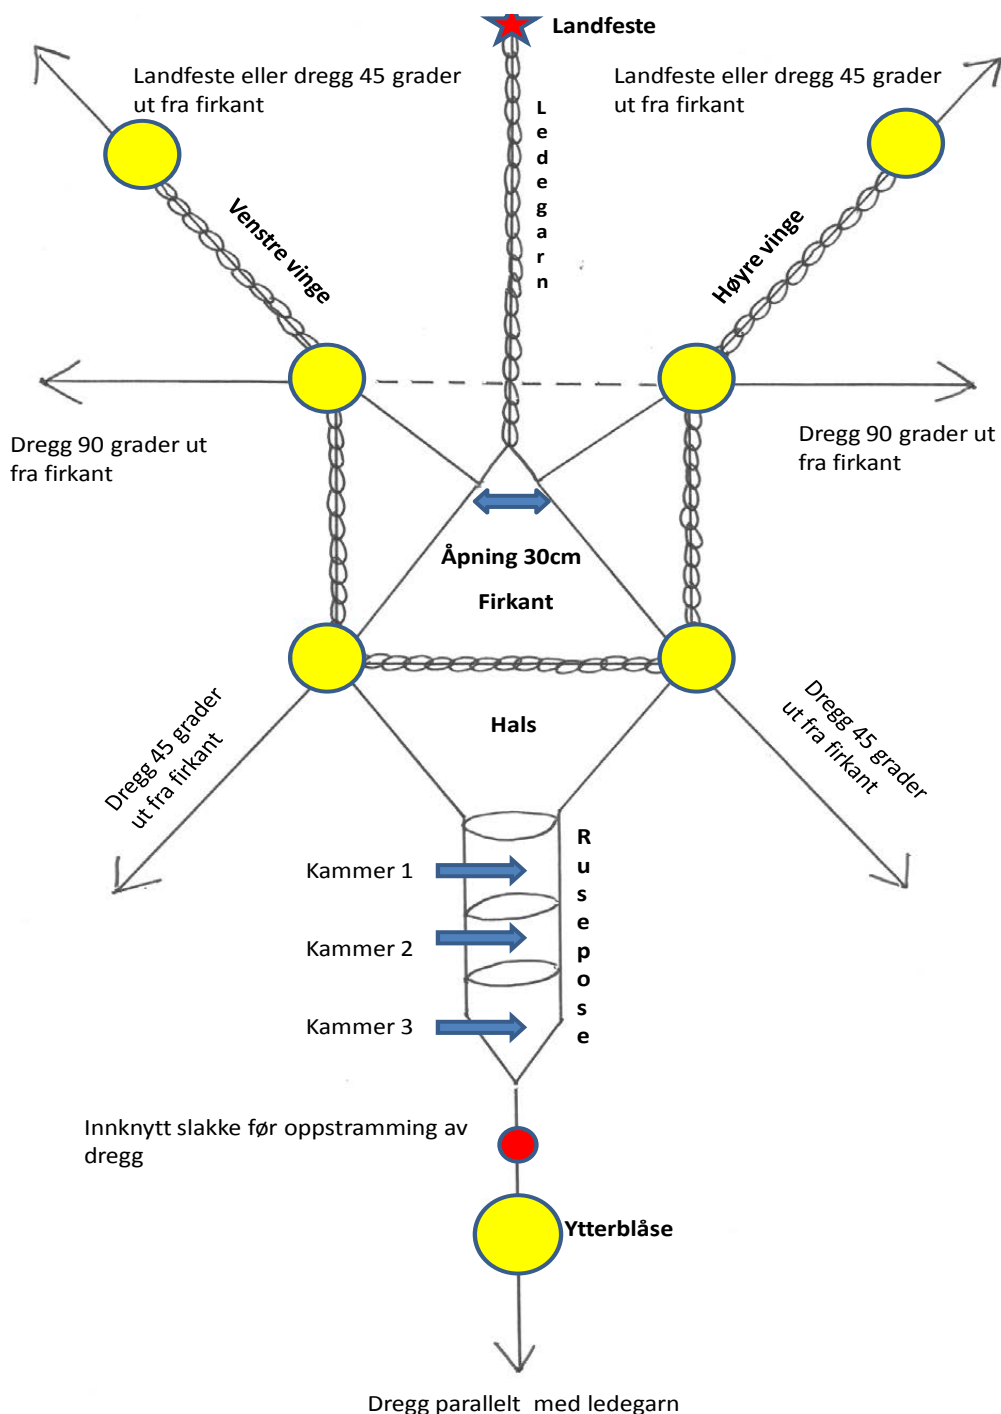 Landfeste
Landfeste eller dregg 45 grader
ut fra firkant
Landfeste eller dregg 45 grader
ut fra firkant
Ledegarn
Venstre vinge
Høyre vinge
Dregg 90 grader ut
fra firkant
Dregg 90 grader ut
fra firkant
Åpning 30cm
Firkant
Dregg 45 grader
ut fra firkant
Hals
Dregg 45 grader
ut fra firkant
Rusepose
Kammer 1
Kammer 2
Kammer 3
Innknytt slakke før oppstramming av
dregg
Ytterblåse
Dregg parallelt med ledegarn